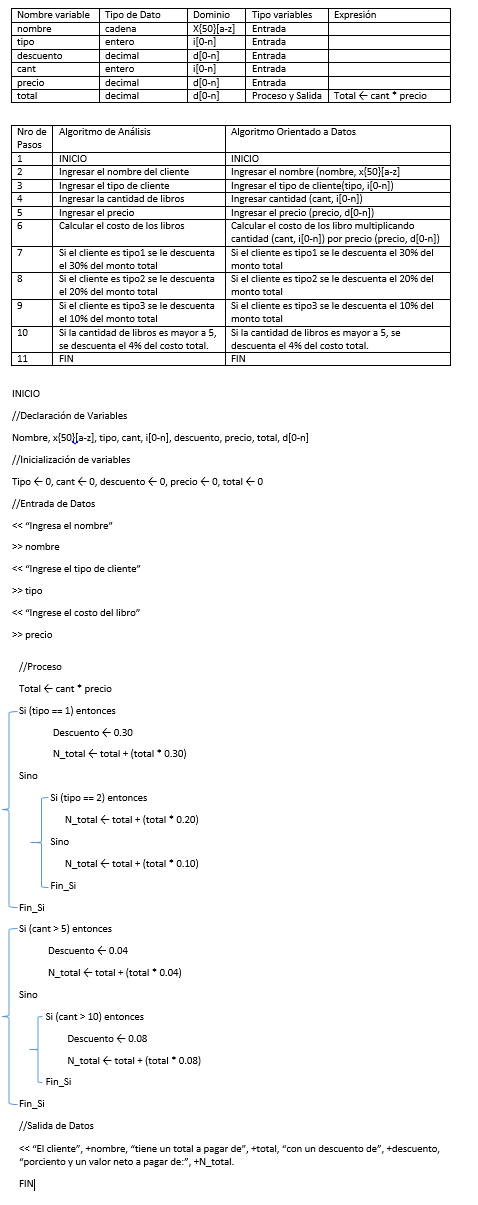 Nombre variable Tipo de Dato Dominio Tipo variables Expresión
nombre cadena X{50}[a-z] Entrada
tipo entero i[0-n] Entrada
descuento decimal d[0-n] Entrada
cant entero i[0-n] Entrada
precio decimal d[0-n] Entrada
total decimal d[0-n] Proceso y Salida Total ← cant * precio
Nro de Algoritmo de Análisis Algoritmo Orientado a Datos
Pasos
1 INICIO INICIO
2 Ingresar el nombre del cliente Ingresar el nombre (nombre, x{50}[a-z]
3 Ingresar el tipo de cliente Ingresar el tipo de cliente(tipo, i[0-n])
4 Ingresar la cantidad de libros Ingresar cantidad (cant, i[0-n])
5 Ingresar el precio Ingresar el precio (precio, d[0-n])
6 Calcular el costo de los libros Calcular el costo de los libro multiplicando
cantidad (cant, i[0-n]) por precio (precio, d[0-n])
7 Si el cliente es tipo1 se le descuenta Si el cliente es tipo1 se le descuenta el 30% del
el 30% del monto total monto total
8 Si el cliente es tipo2 se le descuenta Si el cliente es tipo2 se le descuenta el 20% del
el 20% del monto total monto total
9 Si el cliente es tipo3 se le descuenta Si el cliente es tipo3 se le descuenta el 10% del
el 10% del monto total monto total
10 Si la cantidad de libros es mayor a 5, Si la cantidad de libros es mayor a 5, se
se descuenta el 4% del costo total. descuenta el 4% del costo total.
11 FIN FIN
INICIO
//Declaración de Variables
Nombre, x{50}[a-z], tipo, cant, i[0-n], descuento, precio, total, d[0-n]
//Inicialización de variables
Tipo ← 0, cant ← 0, descuento ← 0, precio ← 0, total ← 0
//Entrada de Datos
<< “Ingresa el nombre”
>> nombre
<< “Ingrese el tipo de cliente”
>> tipo
<< “Ingrese el costo del libro”
>> precio
//Proceso
Total ← cant * precio
Si (tipo == 1) entonces
Descuento ← 0.30
N_total ← total + (total * 0.30)
Sino
Si (tipo == 2) entonces
N_total ← total + (total * 0.20)
Sino
N_total ← total + (total * 0.10)
Fin_Si
Fin_Si
Si (cant > 5) entonces
Descuento ← 0.04
N_total ← total + (total * 0.04)
Sino
Si (cant > 10) entonces
Descuento ← 0.08
N_total ← total + (total * 0.08)
Fin_Si
Fin_Si
//Salida de Datos
<< “El cliente”, +nombre, “tiene un total a pagar de”, +total, “con un descuento de”, +descuento,
“porciento y un valor neto a pagar de:”, +N_total.
FIN